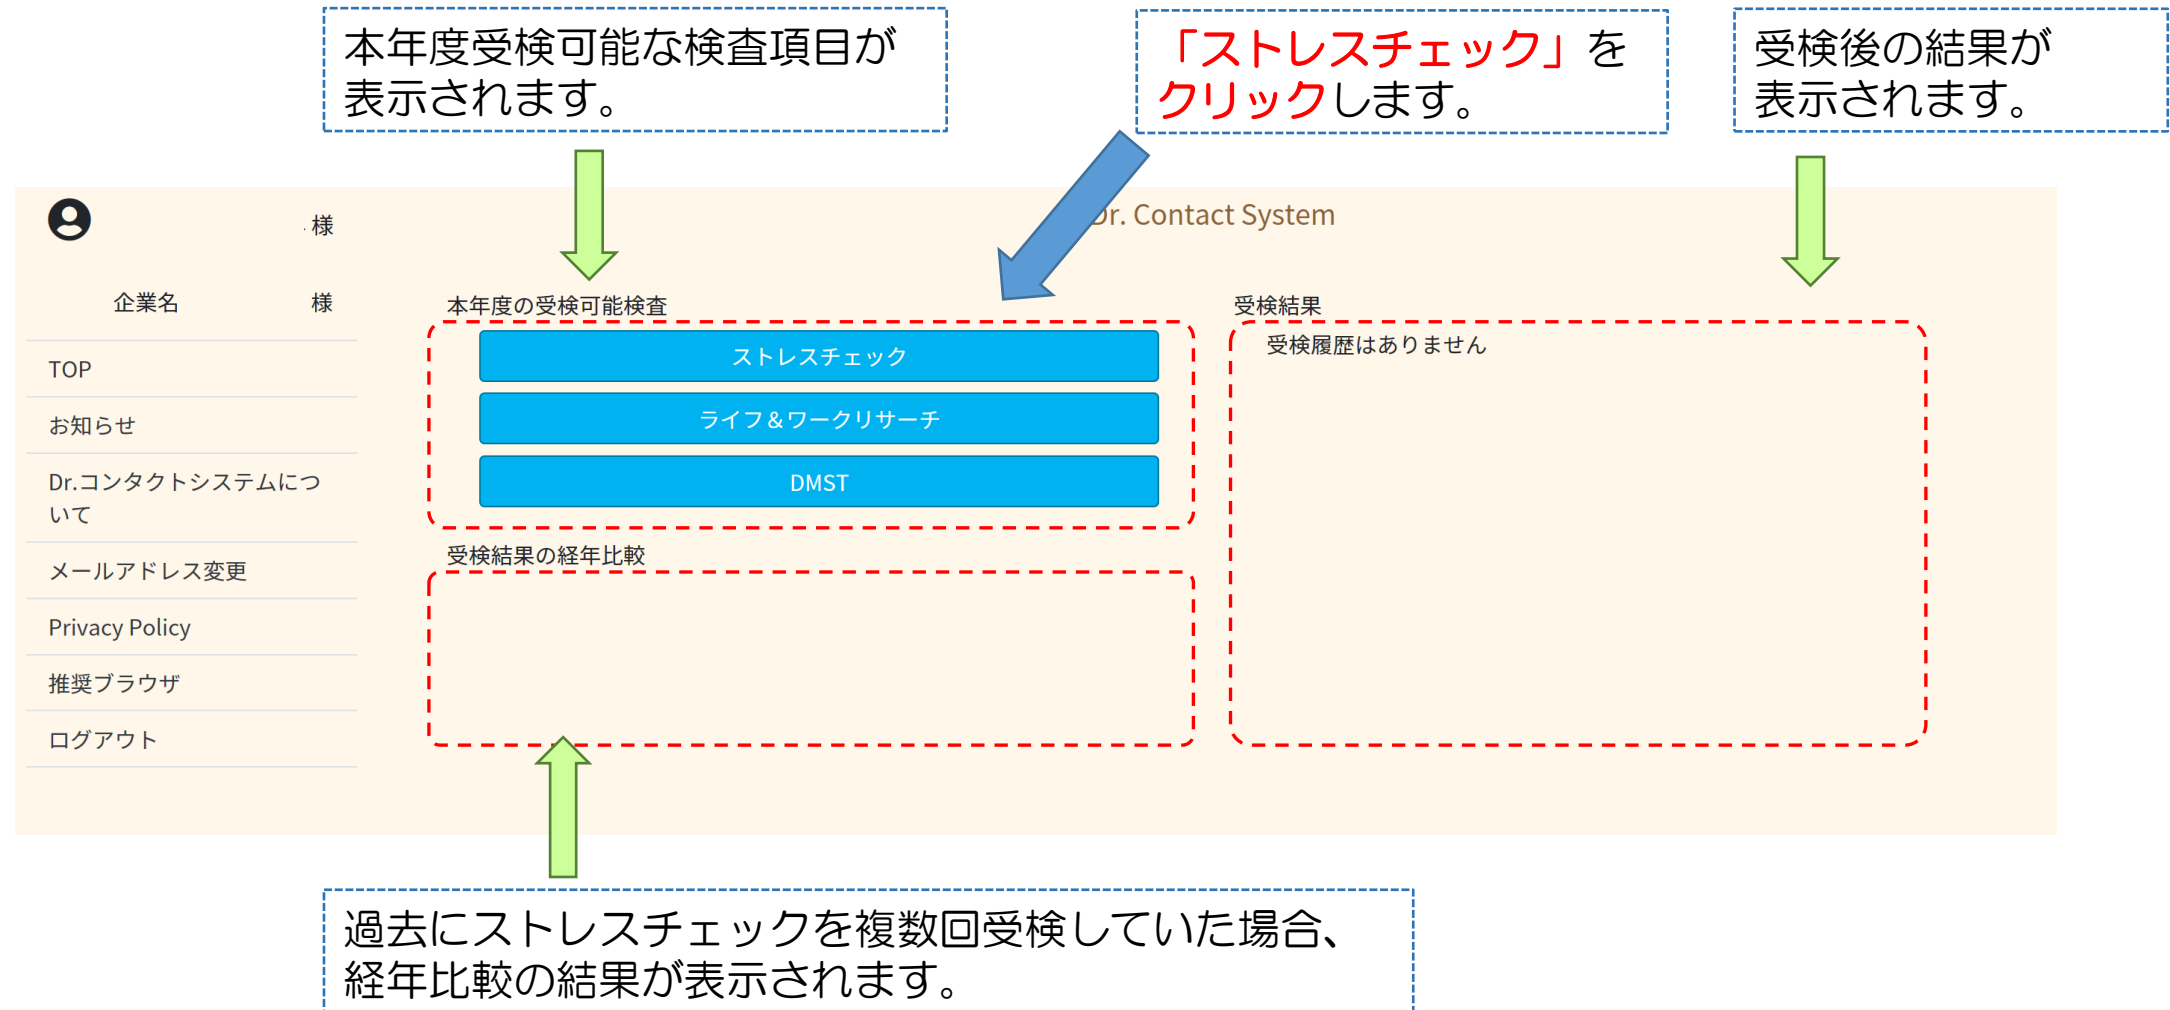 本年度受検可能な検査項目が
表示されます。
「ストレスチェック」を
クリックします。
受検後の結果が
表示されます。
様
Dr. Contact System
企業名 様
TOP
お知らせ
Dr.コンタクトシステムにつ
いて
メールアドレス変更
Privacy Policy
推奨ブラウザ
ログアウト
本年度の受検可能検査
ストレスチェック
ライフ＆ワークリサーチ
DMST
受検結果の経年比較
受検結果
受検履歴はありません
過去にストレスチェックを複数回受検していた場合、
経年比較の結果が表示されます。